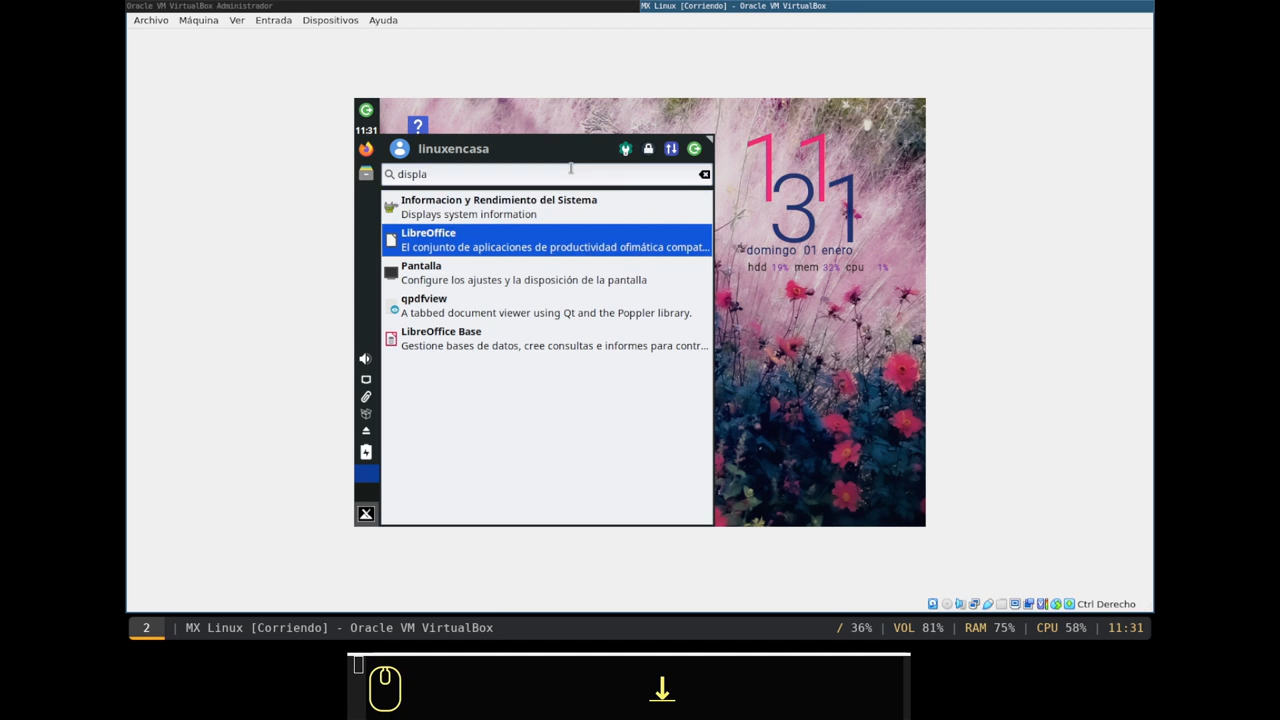 Oracle VM VirtualBox Administrador
MX Linux [Corriendo] - Oracle VM VirtualBox
Archivo Máquina Ver Entrada Dispositivos Ayuda
11:31
linuxencasa
displa
Informacion y Rendimiento del Sistema
Displays system information
LibreOffice
El conjunto de aplicaciones de productividad ofimática compat...
Pantalla
Configure los ajustes y la disposición de la pantalla
qpdfview
A tabbed document viewer using Qt and the Poppler library.
LibreOffice Base
Gestione bases de datos, cree consultas e informes para contr...
11
31
domingo 01 enero
hdd 19% mem 32% cpu 1%
Ctrl Derecho
2 | MX Linux [Corriendo] - Oracle VM VirtualBox
/ 36% | VOL 81% | RAM 75% | CPU 58% | 11:31